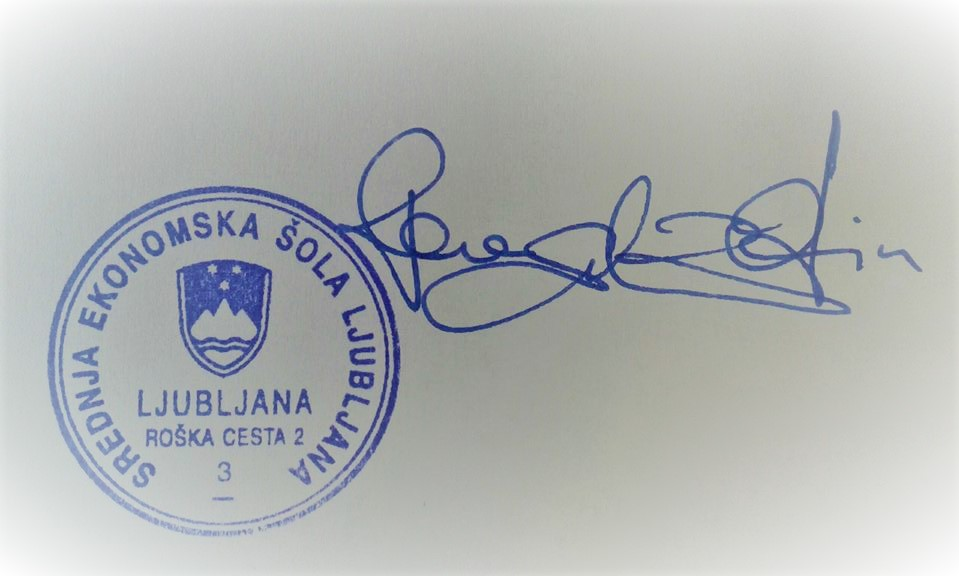 SREDNJA EKONOMSKA ŠOLA LJUBLJANA
LJUBLJANA
ROŠKA CESTA 2
3